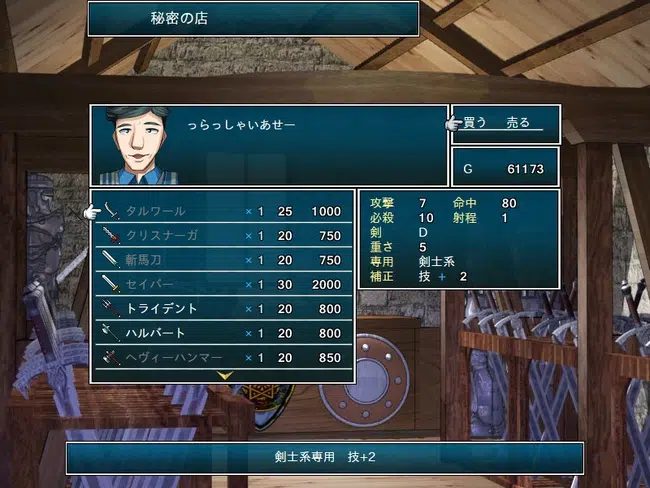 秘密の店
っらっしゃいあせー
買う 売る
G 61173
タルワール × 1 25 1000
クリスナーガ × 1 20 750
斬馬刀 × 1 20 750
セイバー × 1 30 2000
トライデント × 1 20 800
ハルバート × 1 20 800
ヘヴィーハンマー × 1 20 850
攻撃 7 命中 80
必殺 10 射程 1
剣 D
重さ 5
専用 剣士系
補正 技 + 2
剣士系専用 技+2